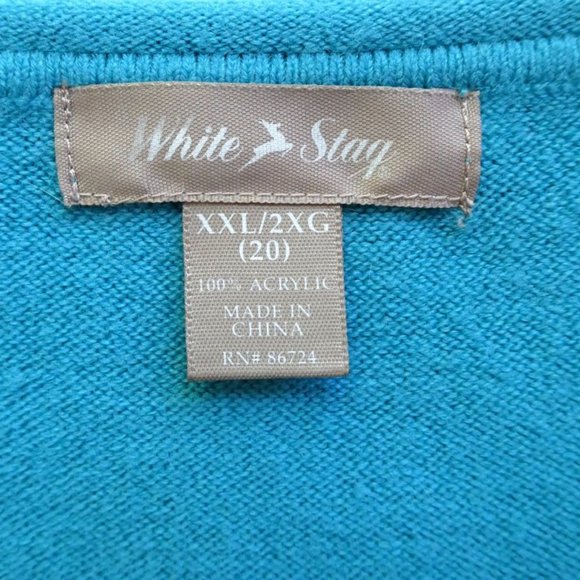 White Stag
XXL/2XG
(20)
100% ACRYLIC
MADE IN
CHINA
RN# 86724